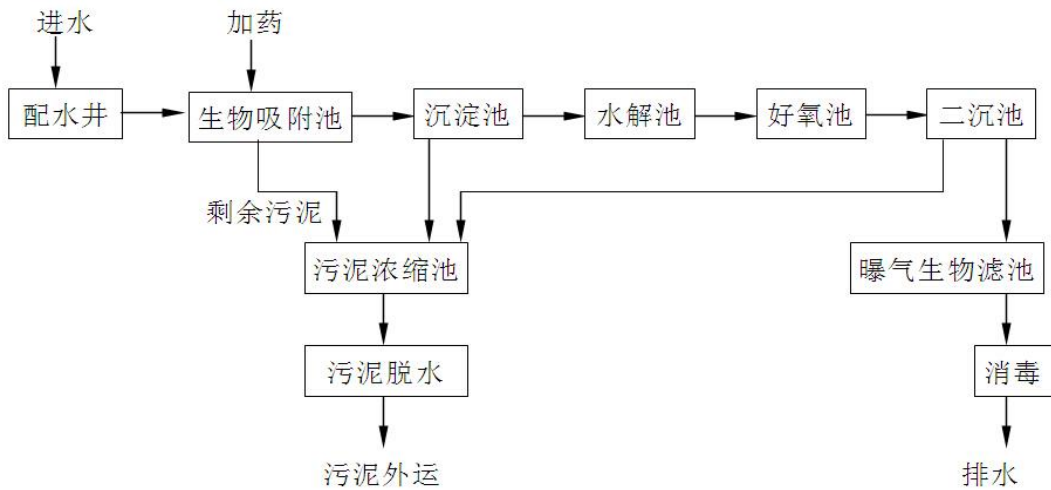 进水
加药
配水井
生物吸附池
沉淀池
水解池
好氧池
二沉池
剩余污泥
污泥浓缩池
曝气生物滤池
污泥脱水
消毒
污泥外运
排水